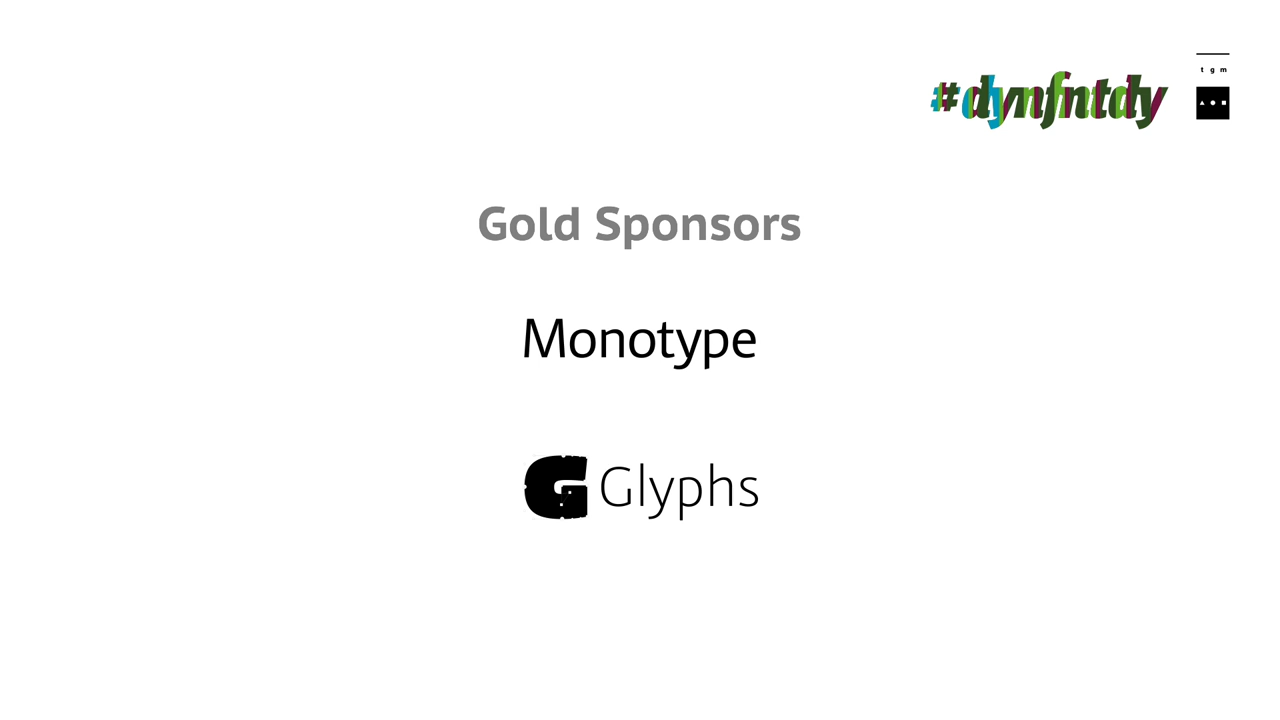 #dynfntdy
tgm
Gold Sponsors
Monotype
G Glyphs